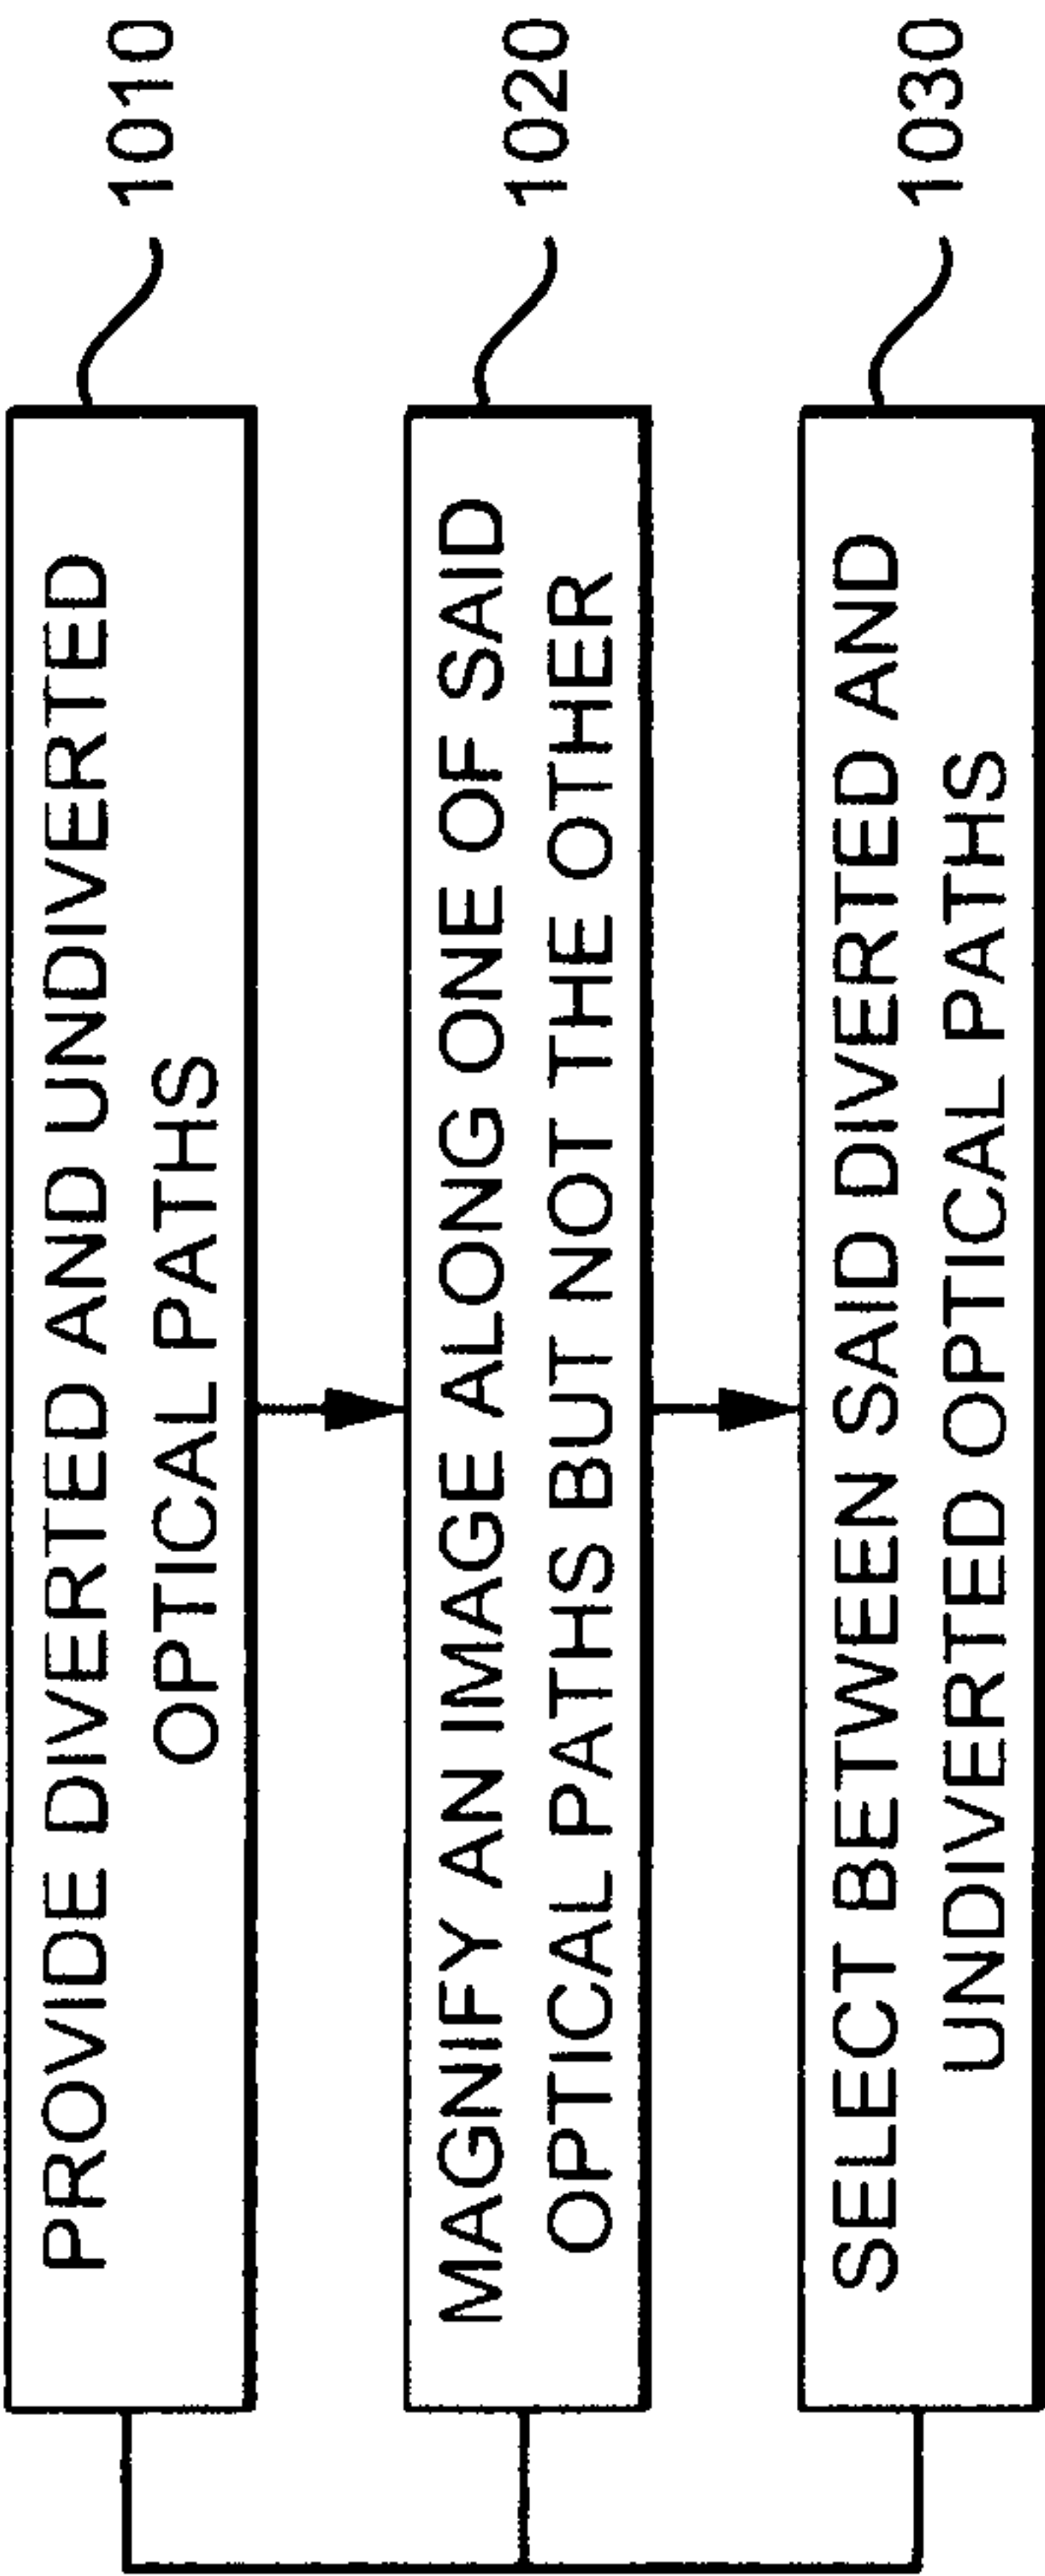 PROVIDE DIVERTED AND UNDIVERTED
OPTICAL PATHS
1010
MAGNIFY AN IMAGE ALONG ONE OF SAID
OPTICAL PATHS BUT NOT THE OTHER
1020
SELECT BETWEEN SAID DIVERTED AND
UNDIVERTED OPTICAL PATHS
1030